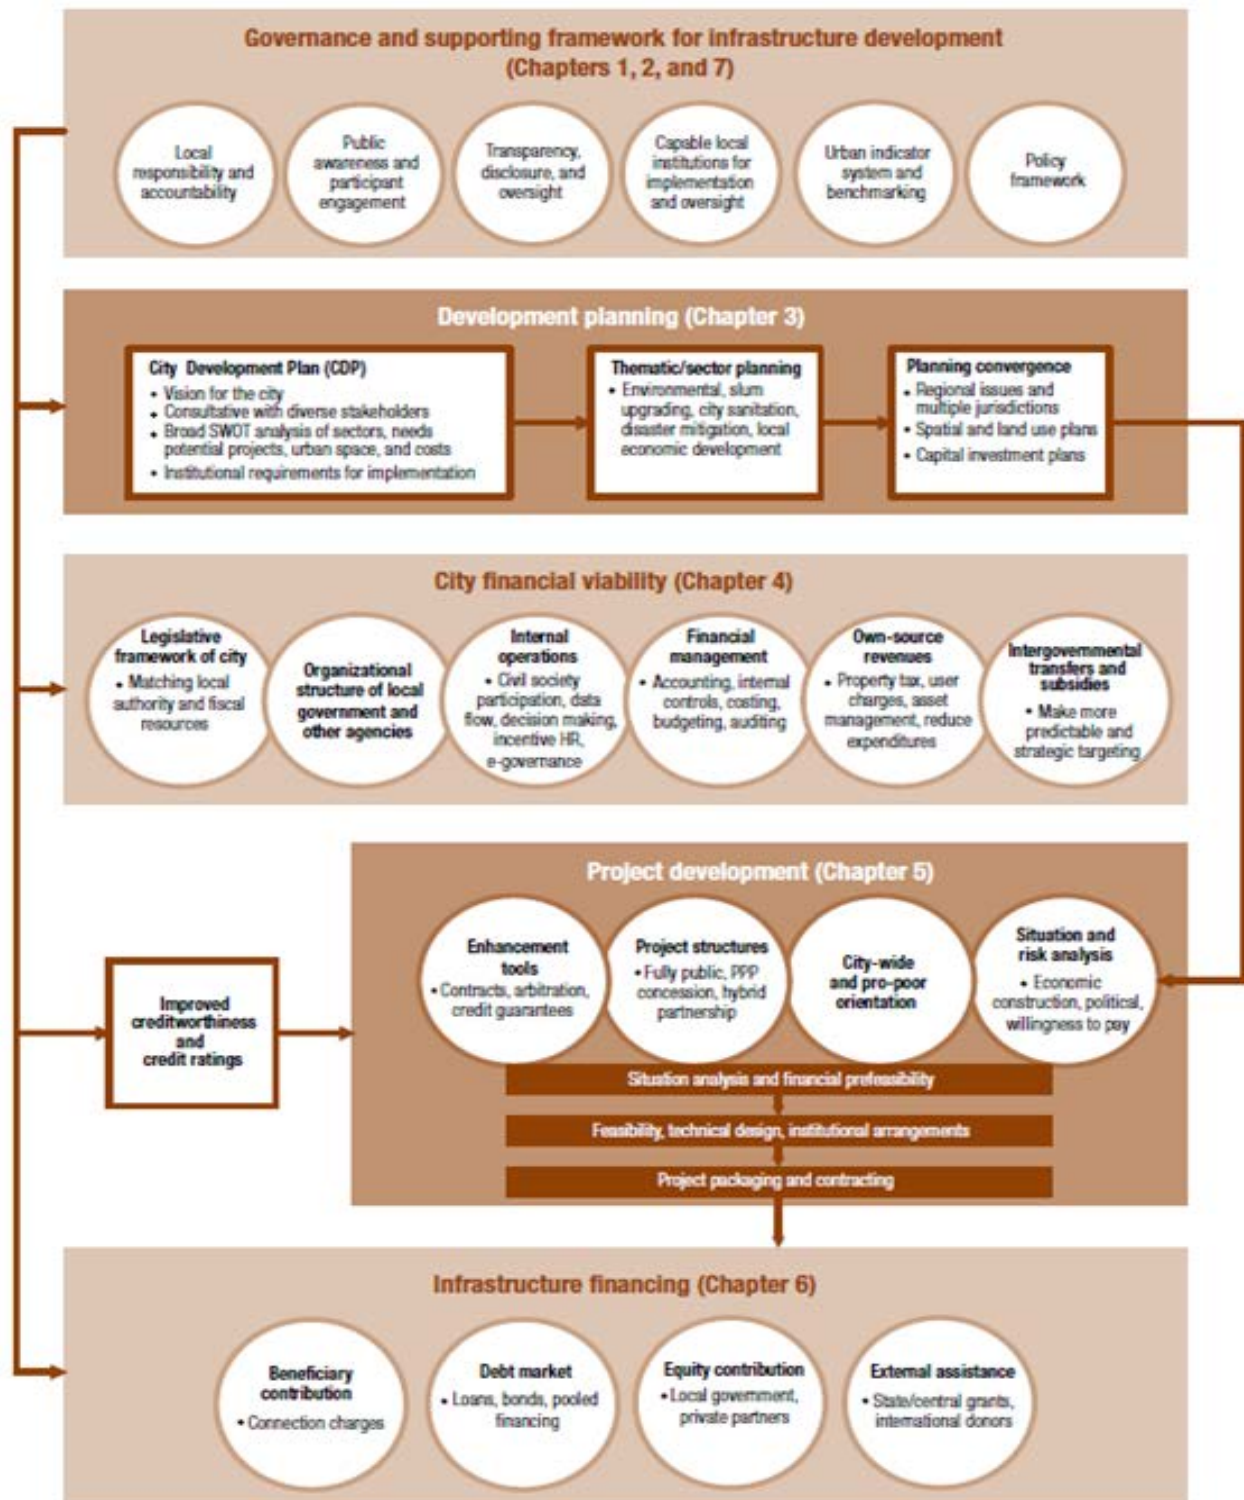 Governance and supporting framework for infrastructure development
(Chapters 1, 2, and 7)
Local
responsibility and
accountability
Public
awareness and
participant
engagement
Transparency,
disclosure, and
oversight
Capable local
institutions for
implementation
and oversight
Urban indicator
system and
benchmarking
Policy
framework
Development planning (Chapter 3)
City Development Plan (CDP)
• Vision for the city
• Consultative with diverse stakeholders
• Broad SWOT analysis of sectors, needs
potential projects, urban space, and costs
• Institutional requirements for implementation
Thematic/sector planning
• Environmental, slum
upgrading, city sanitation,
disaster mitigation, local
economic development
Planning convergence
• Regional issues and
multiple jurisdictions
• Spatial and land use plans
• Capital investment plans
City financial viability (Chapter 4)
Legislative
framework of city
• Matching local
authority and fiscal
resources
Organizational
structure of local
government and
other agencies
Internal
operations
• Civil society
participation, data
flow, decision making,
incentive HR,
e-governance
Financial
management
• Accounting, internal
controls, costing,
budgeting, auditing
Own-source
revenues
• Property tax, user
charges, asset
management, reduce
expenditures
Intergovernmental
transfers and
subsidies
• Make more
predictable and
strategic targeting
Project development (Chapter 5)
Improved
creditworthiness
and
credit ratings
Enhancement
tools
• Contracts, arbitration,
credit guarantees
Project structures
• Fully public, PPP
concession, hybrid
partnership
City-wide
and pro-poor
orientation
Situation and
risk analysis
• Economic
construction, political,
willingness to pay
Situation analysis and financial prefeasibility
Feasibility, technical design, institutional arrangements
Project packaging and contracting
Infrastructure financing (Chapter 6)
Beneficiary
contribution
• Connection charges
Debt market
• Loans, bonds, pooled
financing
Equity contribution
• Local government,
private partners
External assistance
• State/central grants,
international donors